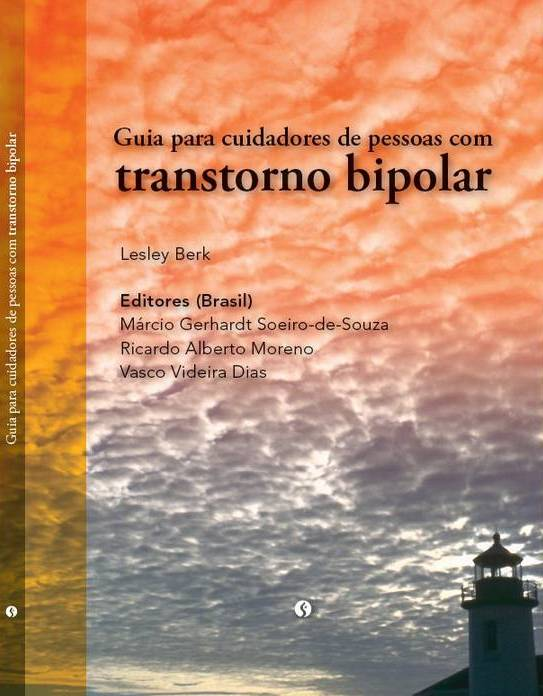 Guia para cuidadores de pessoas com transtorno bipolar
Guia para cuidadores de pessoas com
transtorno bipolar
Lesley Berk
Editores (Brasil)
Márcio Gerhardt Soeiro-de-Souza
Ricardo Alberto Moreno
Vasco Videira Dias